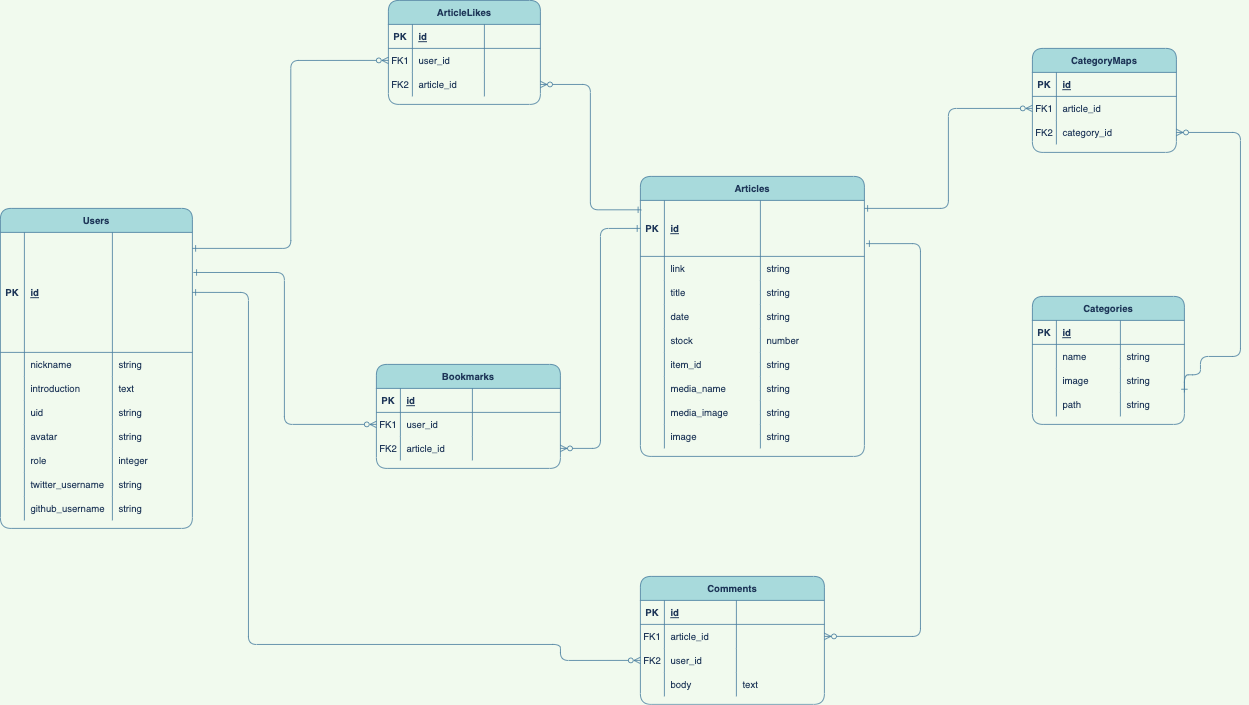 ArticleLikes
PK id
FK1 user_id
FK2 article_id
CategoryMaps
PK id
FK1 article_id
FK2 category_id
Articles
PK id
link string
title string
date string
stock number
item_id string
media_name string
media_image string
image string
Users
PK id
nickname string
introduction text
uid string
avatar string
role integer
twitter_username string
github_username string
Categories
PK id
name string
image string
path string
Bookmarks
PK id
FK1 user_id
FK2 article_id
Comments
PK id
FK1 article_id
FK2 user_id
body text